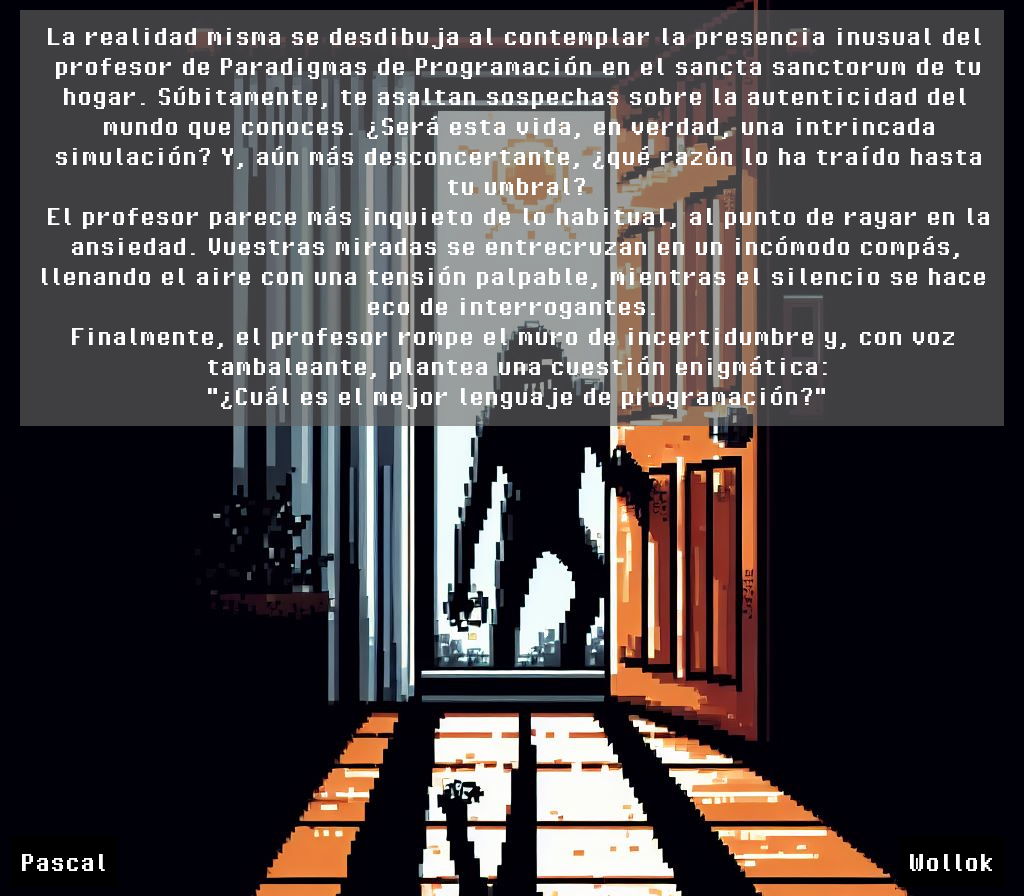 La realidad misma se desdibuja al contemplar la presencia inusual del
profesor de Paradigmas de Programación en el sancta sanctorum de tu
hogar. Súbitamente, te asaltan sospechas sobre la autenticidad del
mundo que conoces. ¿Será esta vida, en verdad, una intrincada
simulación? Y, aún más desconcertante, ¿qué razón lo ha traído hasta
tu umbral?
El profesor parece más inquieto de lo habitual, al punto de rayar en la
ansiedad. Vuestras miradas se entrecruzan en un incómodo compás,
llenando el aire con una tensión palpable, mientras el silencio se hace
eco de interrogantes.
Finalmente, el profesor rompe el muro de incertidumbre y, con voz
tambaleante, plantea una cuestión enigmática:
"¿Cuál es el mejor lenguaje de programación?"
Pascal
Wollok